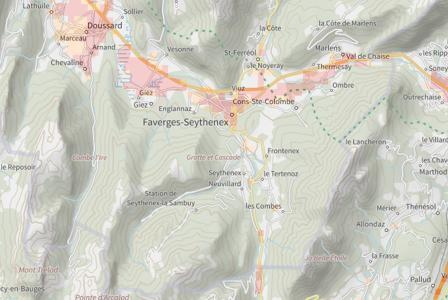 Lathuile
Sollier
la Côte
la Côte de Marlens
Doussard
Marceau
Arnand
Vesonne
St-Ferréol
Marlens
Val de Chaise
Chevaline
le Noyeray
Thermesay
Giez
Viuz
Ombre
Giez
Englannaz
Cons-Ste-Colombe
Outrechaise
Faverges-Seythenex
le Lancheron
Combe d'Ire
Grotte et Cascade
Frontenex
le Reposoir
Seythenex
le Tertenoz
Neuvillard
Station de
Seythenex-la Sambuy
les Combes
Mérier
Thénésol
Allondaz
la Frasse
Mont Trélod
Pointe d'Arcalod
Pallud